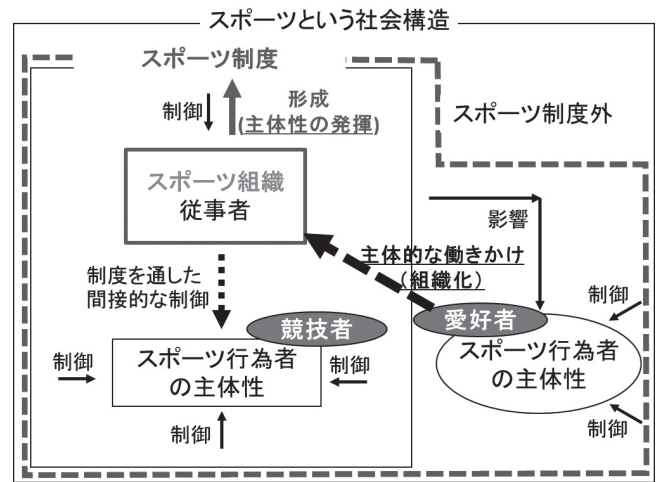 スポーツという社会構造
スポーツ制度
形成
(主体性の発揮)
制御
スポーツ制度外
スポーツ組織
従事者
影響
主体的な働きかけ
（組織化）
制度を通した
間接的な制御
競技者
愛好者
制御
スポーツ行為者
の主体性
制御
制御
制御
スポーツ行為者
の主体性
制御
制御